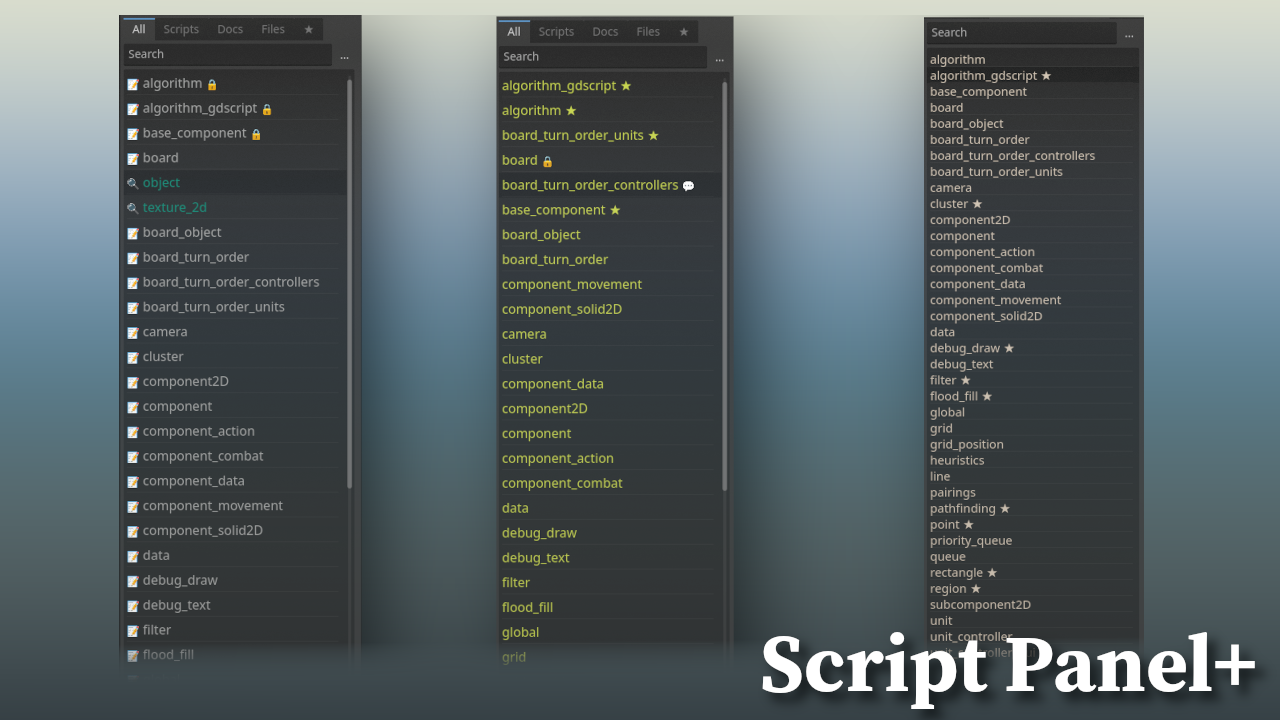 All Scripts Docs Files ★
Search ...
algorithm 🔒
algorithm_gdscript 🔒
base_component 🔒
board
object
texture_2d
board_object
board_turn_order
board_turn_order_controllers
board_turn_order_units
camera
cluster
component2D
component
component_action
component_combat
component_data
component_movement
component_solid2D
data
debug_draw
debug_text
filter
flood_fill
All Scripts Docs Files ★
Search ...
algorithm_gdscript ★
algorithm ★
board_turn_order_units ★
board 🔒
board_turn_order_controllers 💬
base_component ★
board_object
board_turn_order
component_movement
component_solid2D
camera
cluster
component_data
component2D
component
component_action
component_combat
data
debug_draw
debug_text
filter
flood_fill
global
grid
Search ...
algorithm
algorithm_gdscript ★
base_component
board
board_object
board_turn_order
board_turn_order_controllers
board_turn_order_units
camera
cluster ★
component2D
component
component_action
component_combat
component_data
component_movement
component_solid2D
data
debug_draw ★
debug_text
filter ★
flood_fill ★
global
grid
grid_position
heuristics
line
pairings
pathfinding ★
point ★
priority_queue
queue
rectangle ★
region ★
subcomponent2D
unit
unit_controller
Script Panel+